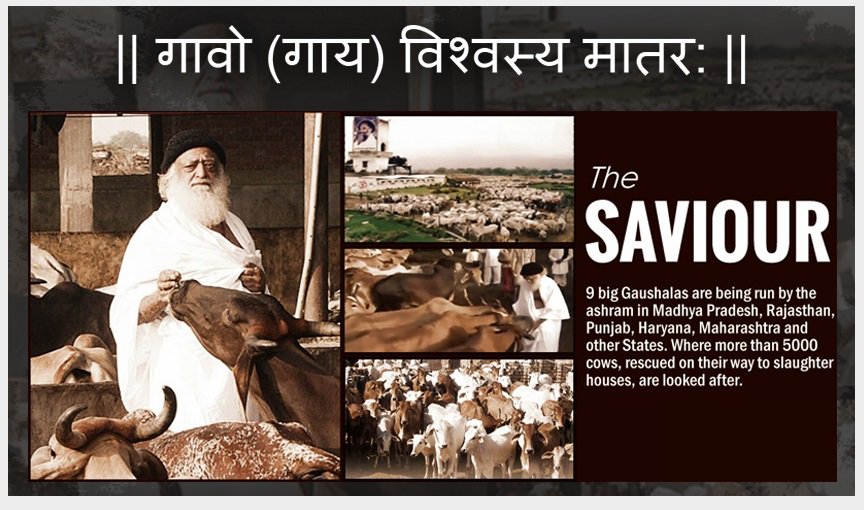 || गावो (गाय) विश्वस्य मातर: ||
The
SAVIOUR
9 big Gaushalas are being run by the
ashram in Madhya Pradesh, Rajasthan,
Punjab, Haryana, Maharashtra and
other States. Where more than 5000
cows, rescued on their way to slaughter
houses, are looked after.